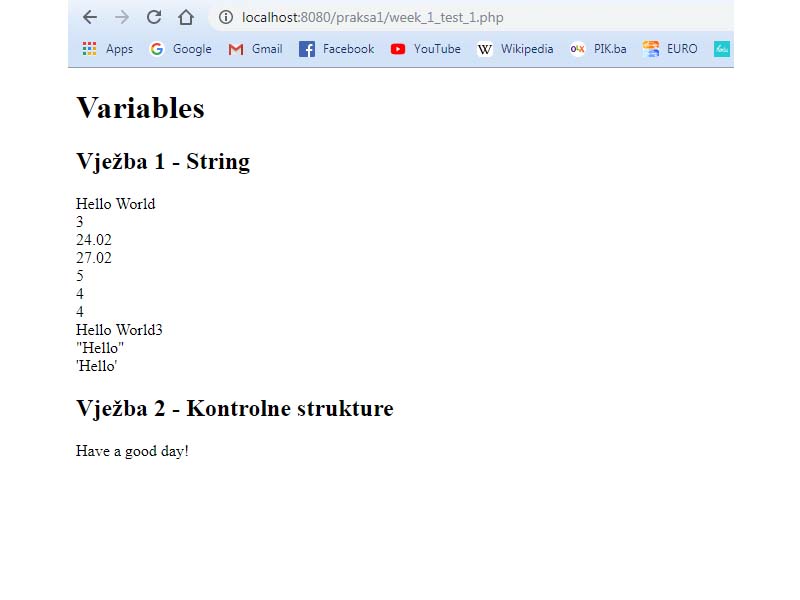 localhost:8080/praksa1/week_1_test_1.php
Apps Google Gmail Facebook YouTube Wikipedia PIK.ba EURO
Variables
Vježba 1 - String
Hello World
3
24.02
27.02
5
4
4
Hello World3
"Hello"
'Hello'
Vježba 2 - Kontrolne strukture
Have a good day!